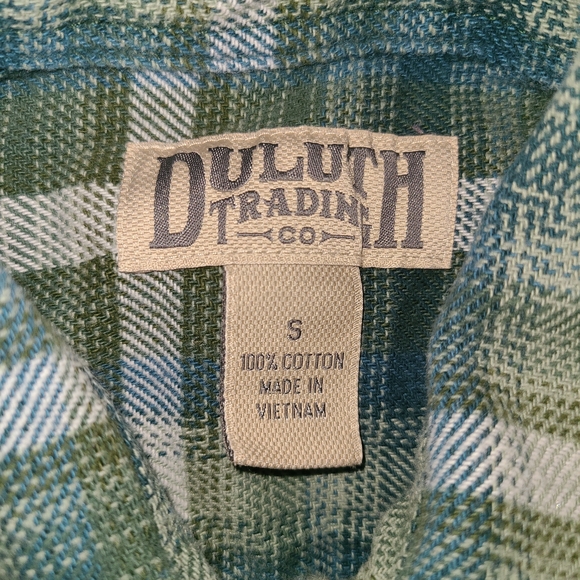 DULUTH
TRADING
CO
S
100% COTTON
MADE IN
VIETNAM